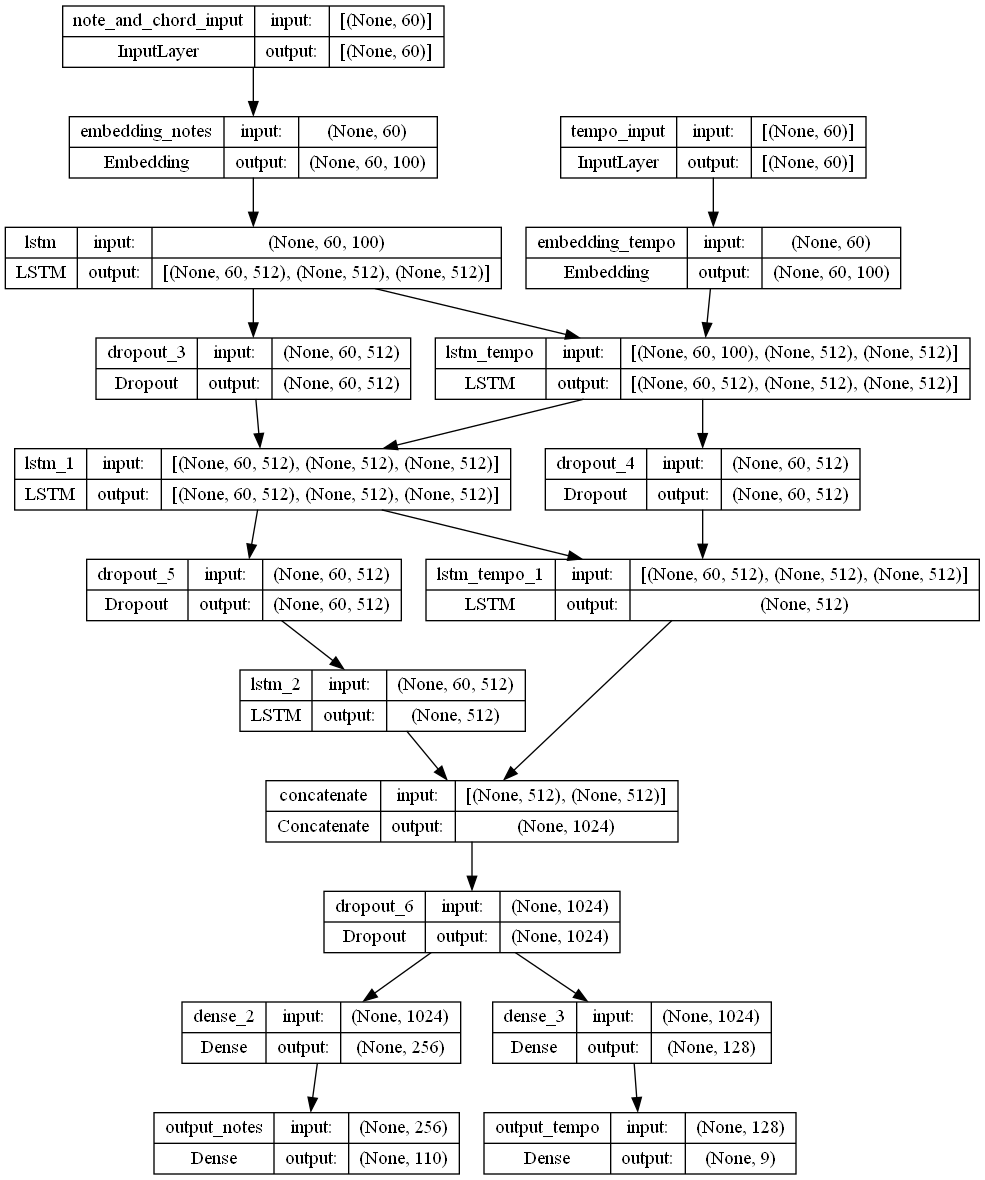 note_and_chord_input input: [(None, 60)]
InputLayer output: [(None, 60)]
embedding_notes input: (None, 60)
Embedding output: (None, 60, 100)
tempo_input input: [(None, 60)]
InputLayer output: [(None, 60)]
lstm input: (None, 60, 100)
LSTM output: [(None, 60, 512), (None, 512), (None, 512)]
embedding_tempo input: (None, 60)
Embedding output: (None, 60, 100)
dropout_3 input: (None, 60, 512)
Dropout output: (None, 60, 512)
lstm_tempo input: [(None, 60, 100), (None, 512), (None, 512)]
LSTM output: [(None, 60, 512), (None, 512), (None, 512)]
lstm_1 input: [(None, 60, 512), (None, 512), (None, 512)]
LSTM output: [(None, 60, 512), (None, 512), (None, 512)]
dropout_4 input: (None, 60, 512)
Dropout output: (None, 60, 512)
dropout_5 input: (None, 60, 512)
Dropout output: (None, 60, 512)
lstm_tempo_1 input: [(None, 60, 512), (None, 512), (None, 512)]
LSTM output: (None, 512)
lstm_2 input: (None, 60, 512)
LSTM output: (None, 512)
concatenate input: [(None, 512), (None, 512)]
Concatenate output: (None, 1024)
dropout_6 input: (None, 1024)
Dropout output: (None, 1024)
dense_2 input: (None, 1024)
Dense output: (None, 256)
dense_3 input: (None, 1024)
Dense output: (None, 128)
output_notes input: (None, 256)
Dense output: (None, 110)
output_tempo input: (None, 128)
Dense output: (None, 9)